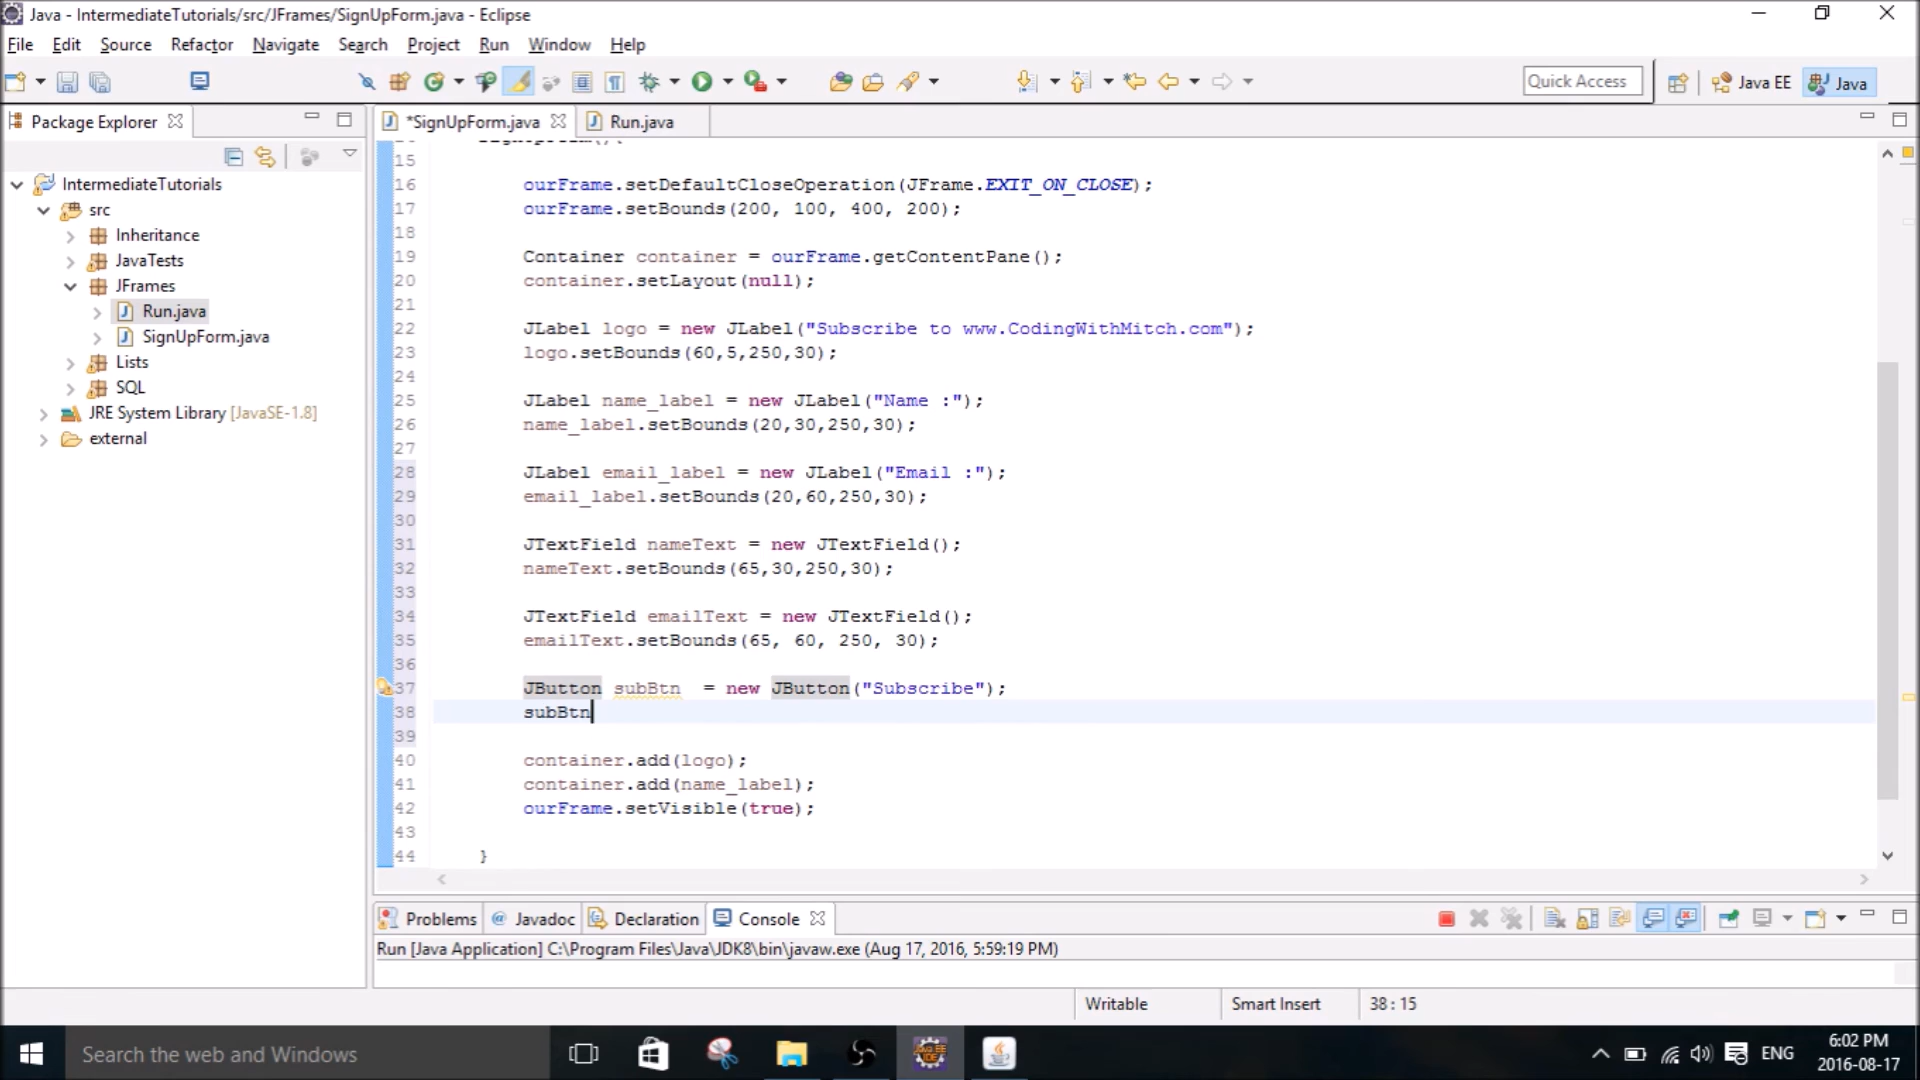 Java - IntermediateTutorials/src/JFrames/SignUpForm.java - Eclipse
File Edit Source Refactor Navigate Search Project Run Window Help
Quick Access Java EE Java
Package Explorer
*SignUpForm.java Run.java
IntermediateTutorials
src
Inheritance
JavaTests
JFrames
Run.java
SignUpForm.java
Lists
SQL
JRE System Library [JavaSE-1.8]
external
15
16 ourFrame.setDefaultCloseOperation(JFrame.EXIT_ON_CLOSE);
17 ourFrame.setBounds(200, 100, 400, 200);
18
19 Container container = ourFrame.getContentPane();
20 container.setLayout(null);
21
22 JLabel logo = new JLabel("Subscribe to www.CodingWithMitch.com");
23 logo.setBounds(60,5,250,30);
24
25 JLabel name_label = new JLabel("Name :");
26 name_label.setBounds(20,30,250,30);
27
28 JLabel email_label = new JLabel("Email :");
29 email_label.setBounds(20,60,250,30);
30
31 JTextField nameText = new JTextField();
32 nameText.setBounds(65,30,250,30);
33
34 JTextField emailText = new JTextField();
35 emailText.setBounds(65, 60, 250, 30);
36
37 JButton subBtn  = new JButton("Subscribe");
38 subBtn
39
40 container.add(logo);
41 container.add(name_label);
42 ourFrame.setVisible(true);
43
44 }
Problems @ Javadoc Declaration Console
Run [Java Application] C:\Program Files\Java\JDK8\bin\javaw.exe (Aug 17, 2016, 5:59:19 PM)
Writable Smart Insert 38 : 15
Search the web and Windows
ENG
6:02 PM
2016-08-17